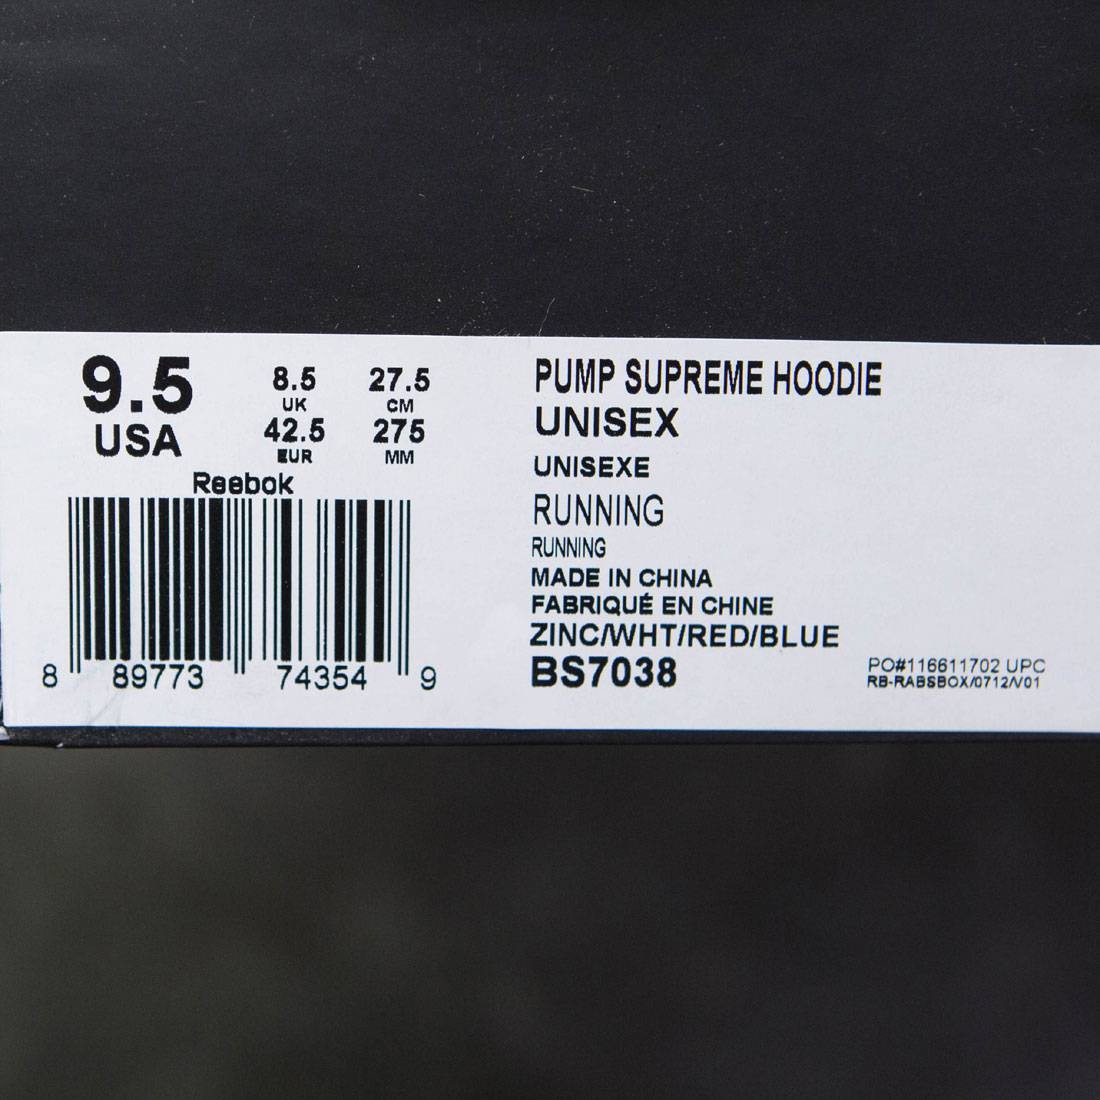 9.5
USA
8.5
UK
42.5
EUR
27.5
CM
275
MM
Reebok
8 89773 74354 9
PUMP SUPREME HOODIE
UNISEX
UNISEXE
RUNNING
RUNNING
MADE IN CHINA
FABRIQUÉ EN CHINE
ZINC/WHT/RED/BLUE
BS7038
PO#116611702 UPC
RB-RABSBOX/0712/V01